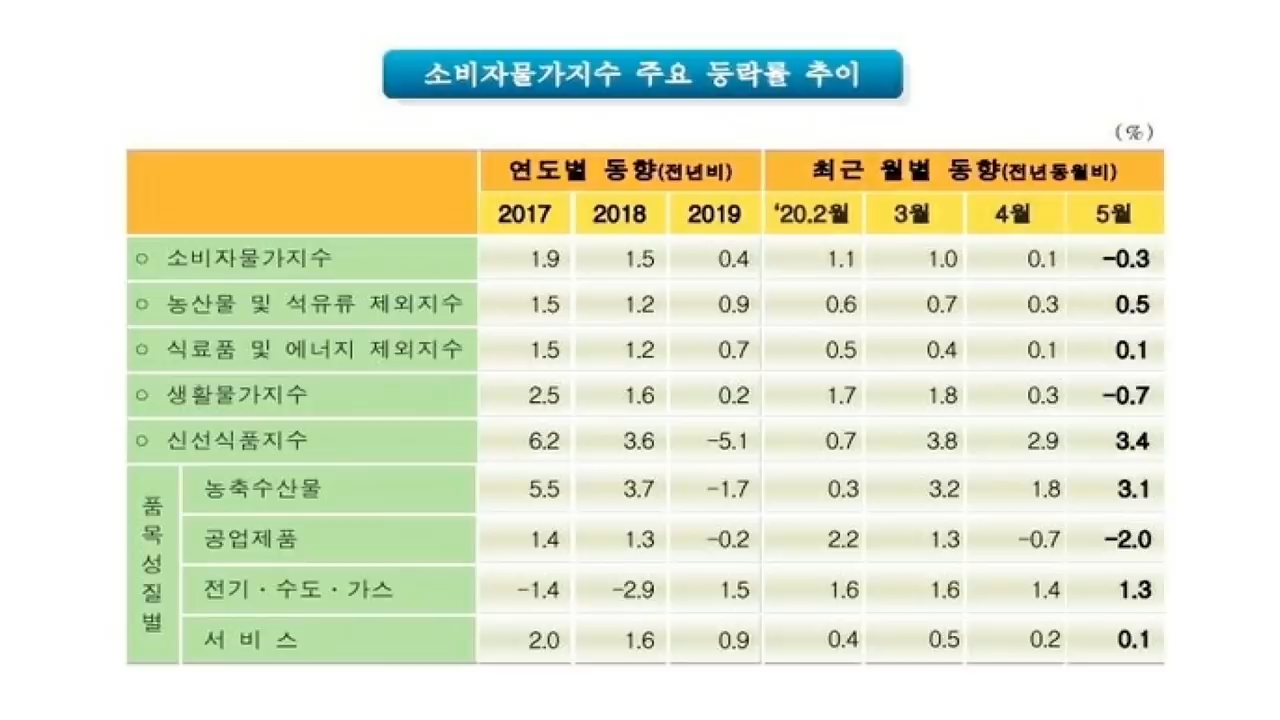 소비자물가지수 주요 등락률 추이
(%)
연도별 동향(전년비) 최근 월별 동향(전년동월비)
2017 2018 2019 ‘20.2월 3월 4월 5월
○ 소비자물가지수 1.9 1.5 0.4 1.1 1.0 0.1 -0.3
○ 농산물 및 석유류 제외지수 1.5 1.2 0.9 0.6 0.7 0.3 0.5
○ 식료품 및 에너지 제외지수 1.5 1.2 0.7 0.5 0.4 0.1 0.1
○ 생활물가지수 2.5 1.6 0.2 1.7 1.8 0.3 -0.7
○ 신선식품지수 6.2 3.6 -5.1 0.7 3.8 2.9 3.4
품목성질별
농축수산물 5.5 3.7 -1.7 0.3 3.2 1.8 3.1
공업제품 1.4 1.3 -0.2 2.2 1.3 -0.7 -2.0
전기·수도·가스 -1.4 -2.9 1.5 1.6 1.6 1.4 1.3
서 비 스 2.0 1.6 0.9 0.4 0.5 0.2 0.1